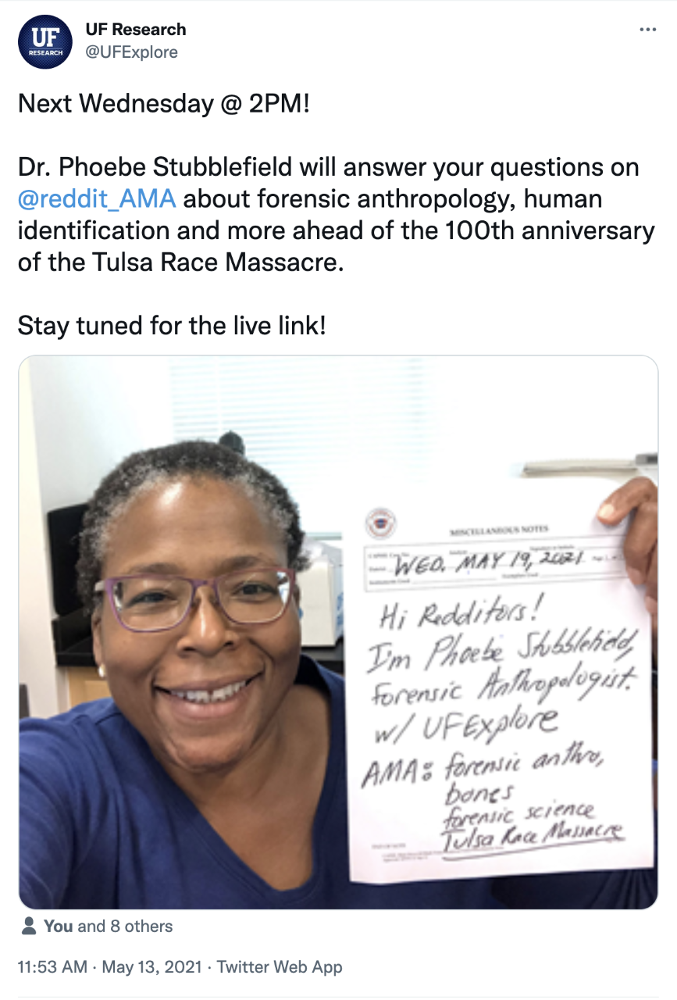 UF
RESEARCH
UF Research
@UFExplore
Next Wednesday @ 2PM!
Dr. Phoebe Stubblefield will answer your questions on
@reddit_AMA about forensic anthropology, human
identification and more ahead of the 100th anniversary
of the Tulsa Race Massacre.
Stay tuned for the live link!
MISCELLANEOUS NOTES
WED. MAY 19, 2021
Hi Redditors!
I'm Phoebe Stubblefield,
forensic Anthropologist.
w/ UFExplore
AMA: forensic anthro,
bones
forensic science
Tulsa Race Massacre
You and 8 others
11:53 AM · May 13, 2021 · Twitter Web App